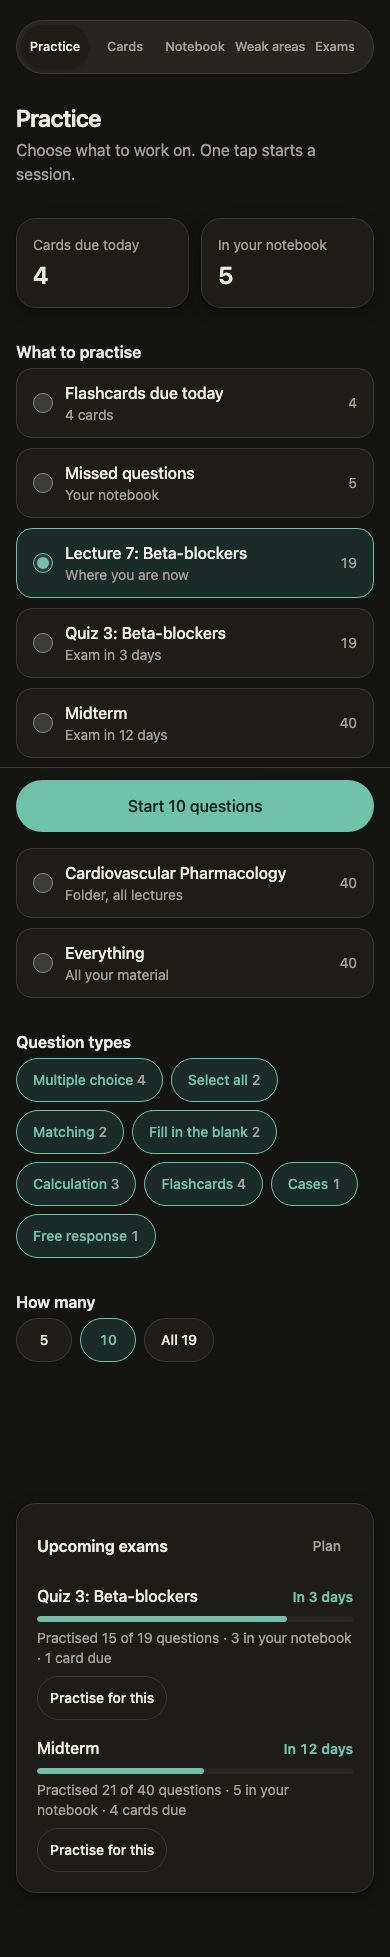 Practice Cards Notebook Weak areas Exams
Practice
Choose what to work on. One tap starts a
session.
Cards due today
4
In your notebook
5
What to practise
Flashcards due today
4 cards
4
Missed questions
Your notebook
5
Lecture 7: Beta-blockers
Where you are now
19
Quiz 3: Beta-blockers
Exam in 3 days
19
Midterm
Exam in 12 days
40
Start 10 questions
Cardiovascular Pharmacology
Folder, all lectures
40
Everything
All your material
40
Question types
Multiple choice 4
Select all 2
Matching 2
Fill in the blank 2
Calculation 3
Flashcards 4
Cases 1
Free response 1
How many
5
10
All 19
Upcoming exams
Plan
Quiz 3: Beta-blockers
In 3 days
Practised 15 of 19 questions · 3 in your notebook
· 1 card due
Practise for this
Midterm
In 12 days
Practised 21 of 40 questions · 5 in your
notebook · 4 cards due
Practise for this